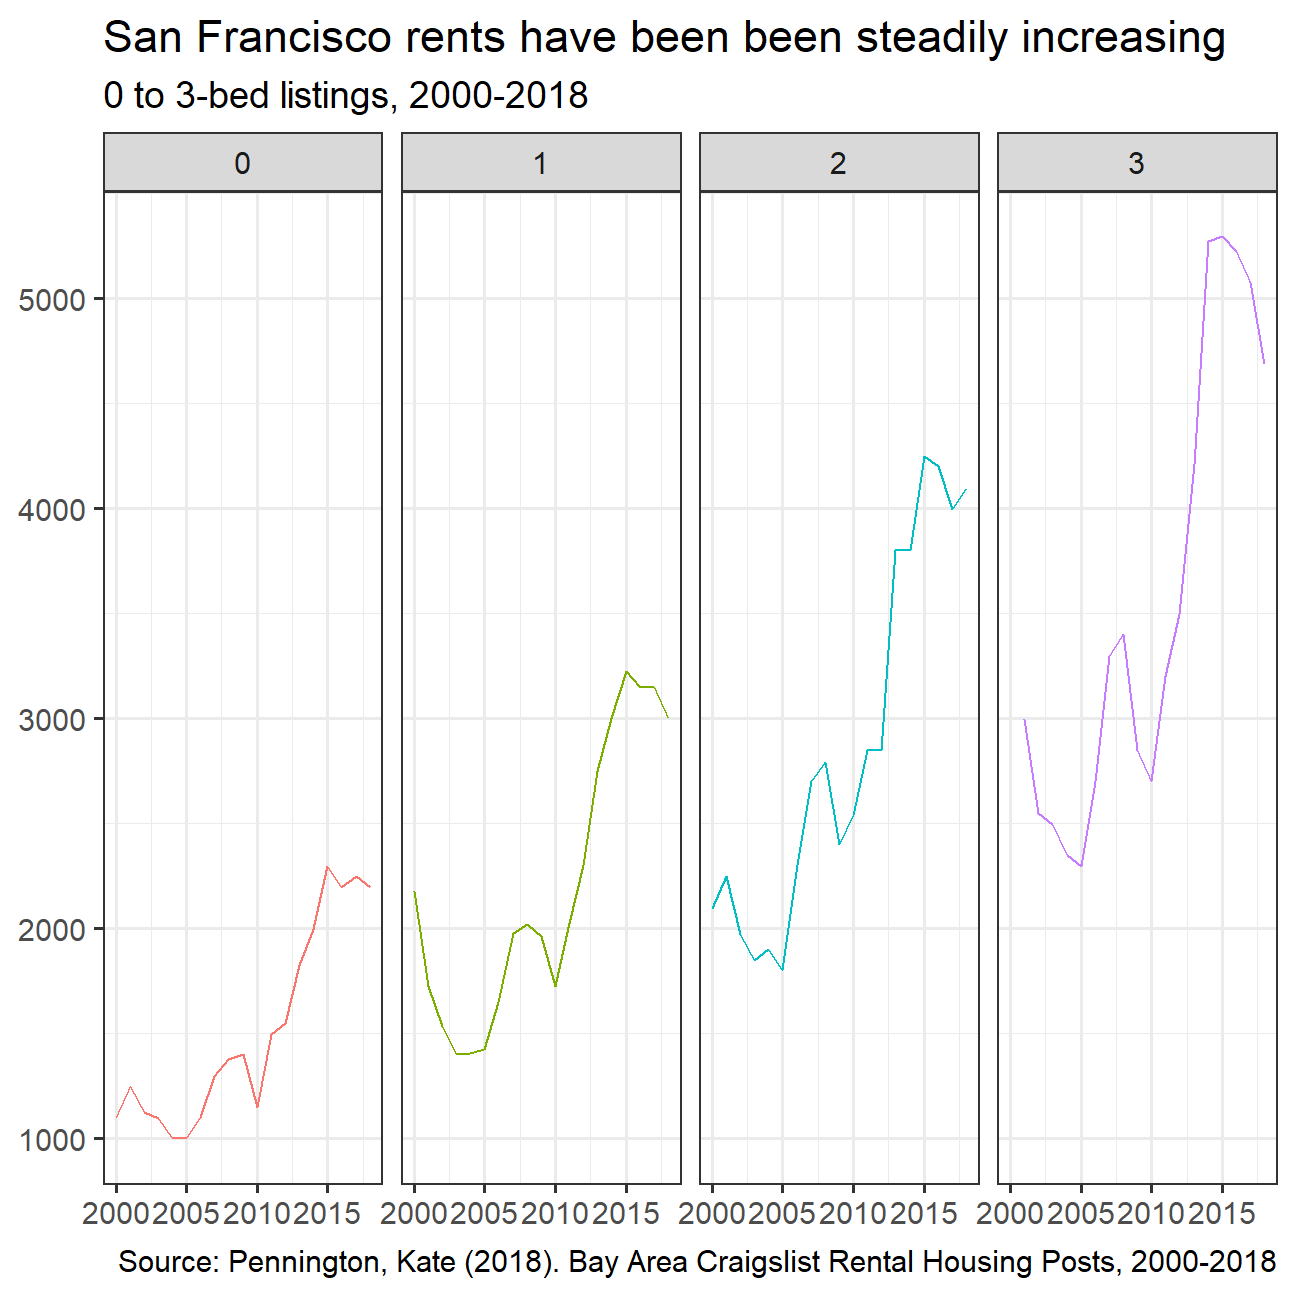 San Francisco rents have been been steadily increasing
0 to 3-bed listings, 2000-2018
0 1 2 3
5000
4000
3000
2000
1000
2000 2005 2010 2015 2000 2005 2010 2015 2000 2005 2010 2015 2000 2005 2010 2015
Source: Pennington, Kate (2018). Bay Area Craigslist Rental Housing Posts, 2000-2018